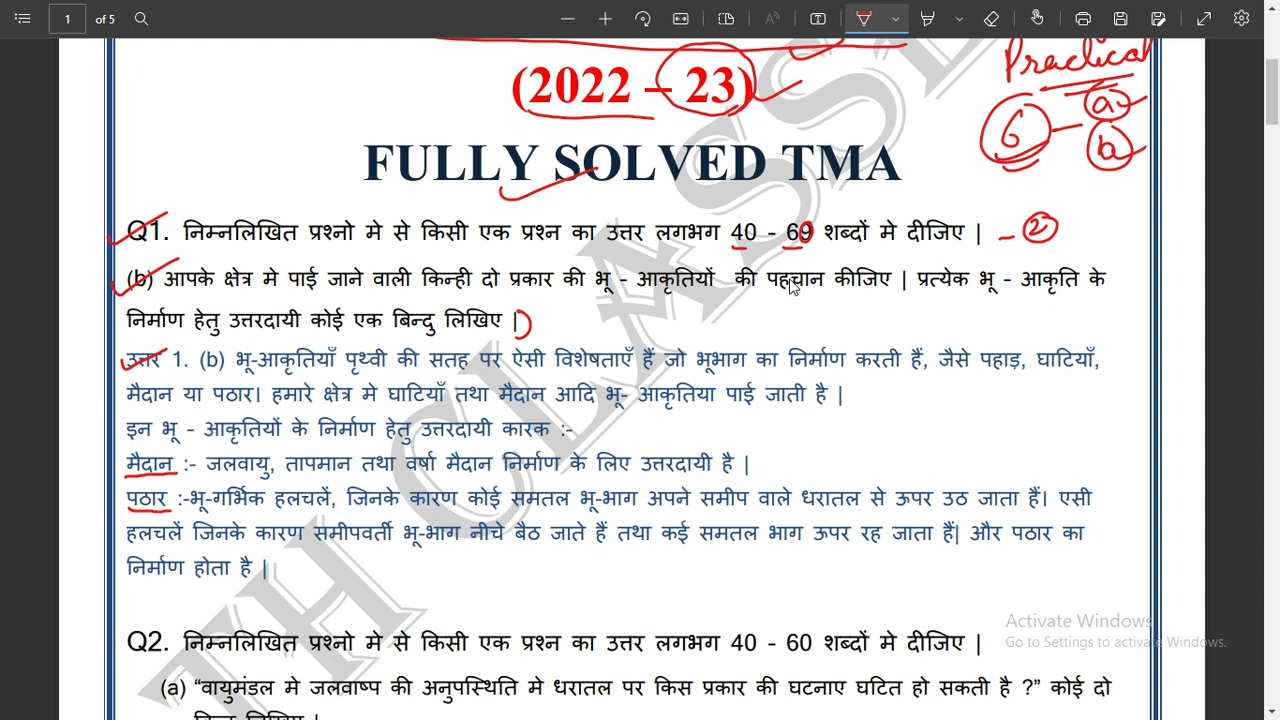 1 of 5
Practical
(2022 – 23)
6 – a
b
FULLY SOLVED TMA
Q1. निम्नलिखित प्रश्नो मे से किसी एक प्रश्न का उत्तर लगभग 40 - 60 शब्दों मे दीजिए | – 2
(b) आपके क्षेत्र मे पाई जाने वाली किन्ही दो प्रकार की भू - आकृतियों की पहचान कीजिए | प्रत्येक भू - आकृति के
निर्माण हेतु उत्तरदायी कोई एक बिन्दु लिखिए |
उत्तर 1. (b) भू-आकृतियाँ पृथ्वी की सतह पर ऐसी विशेषताएँ हैं जो भूभाग का निर्माण करती हैं, जैसे पहाड़, घाटियाँ,
मैदान या पठार। हमारे क्षेत्र मे घाटियाँ तथा मैदान आदि भू- आकृतिया पाई जाती है |
इन भू - आकृतियों के निर्माण हेतु उत्तरदायी कारक :-
मैदान :- जलवायु, तापमान तथा वर्षा मैदान निर्माण के लिए उत्तरदायी है |
पठार :-भू-गर्भिक हलचलें, जिनके कारण कोई समतल भू-भाग अपने समीप वाले धरातल से ऊपर उठ जाता हैं। एसी
हलचलें जिनके कारण समीपवर्ती भू-भाग नीचे बैठ जाते हैं तथा कई समतल भाग ऊपर रह जाता हैं| और पठार का
निर्माण होता है |
Activate Windows
Go to Settings to activate Windows.
Q2. निम्नलिखित प्रश्नो मे से किसी एक प्रश्न का उत्तर लगभग 40 - 60 शब्दों मे दीजिए |
(a) “वायुमंडल मे जलवाष्प की अनुपस्थिति मे धरातल पर किस प्रकार की घटनाए घटित हो सकती है ?” कोई दो